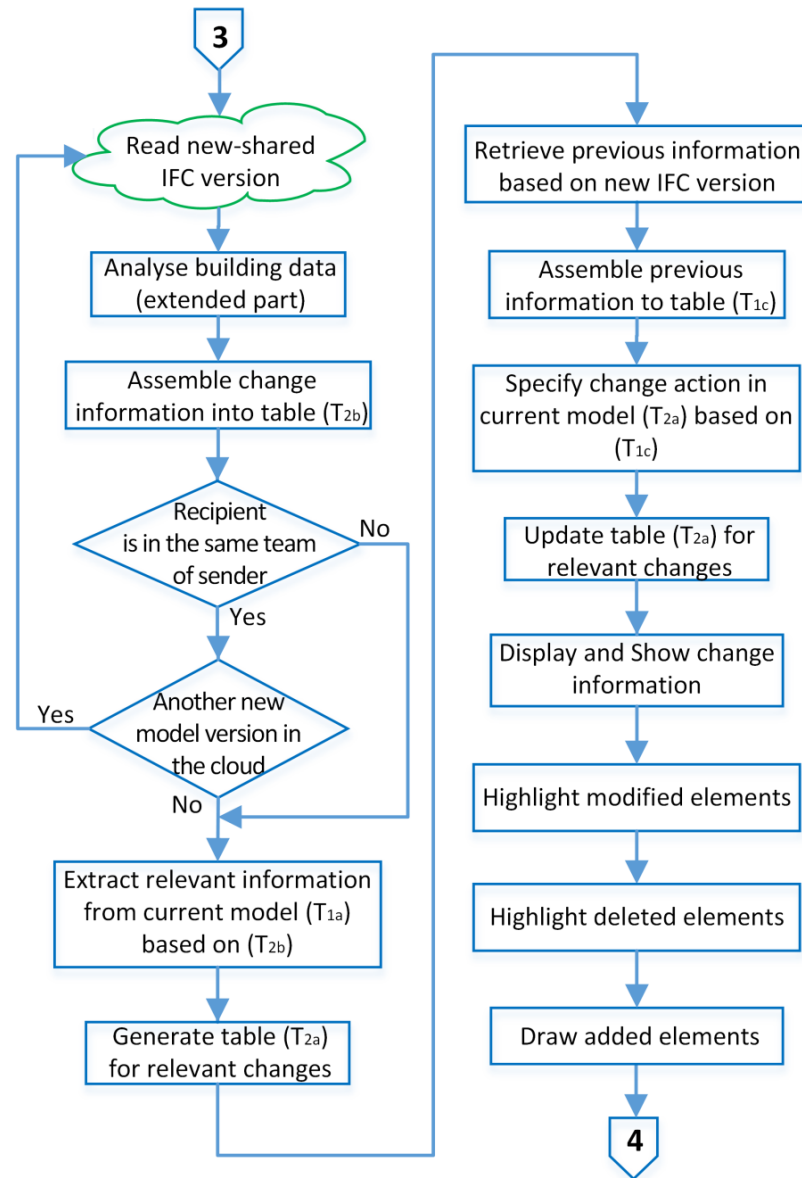 3
Read new-shared
IFC version
Analyse building data
(extended part)
Assemble change
information into table (T2b)
Recipient
is in the same team
of sender
No
Yes
Another new
model version in
the cloud
Yes
No
Extract relevant information
from current model (T1a)
based on (T2b)
Generate table (T2a)
for relevant changes
Retrieve previous information
based on new IFC version
Assemble previous
information to table (T1c)
Specify change action in
current model (T2a) based on
(T1c)
Update table (T2a) for
relevant changes
Display and Show change
information
Highlight modified elements
Highlight deleted elements
Draw added elements
4